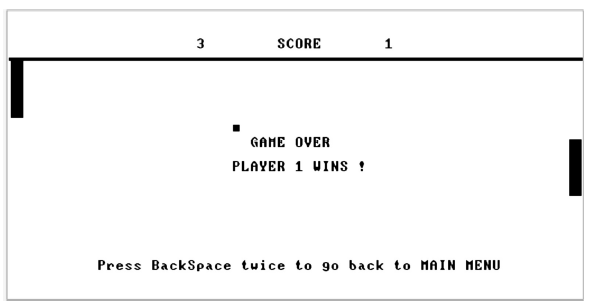 3 SCORE 1
GAME OVER
PLAYER 1 WINS !
Press BackSpace twice to go back to MAIN MENU